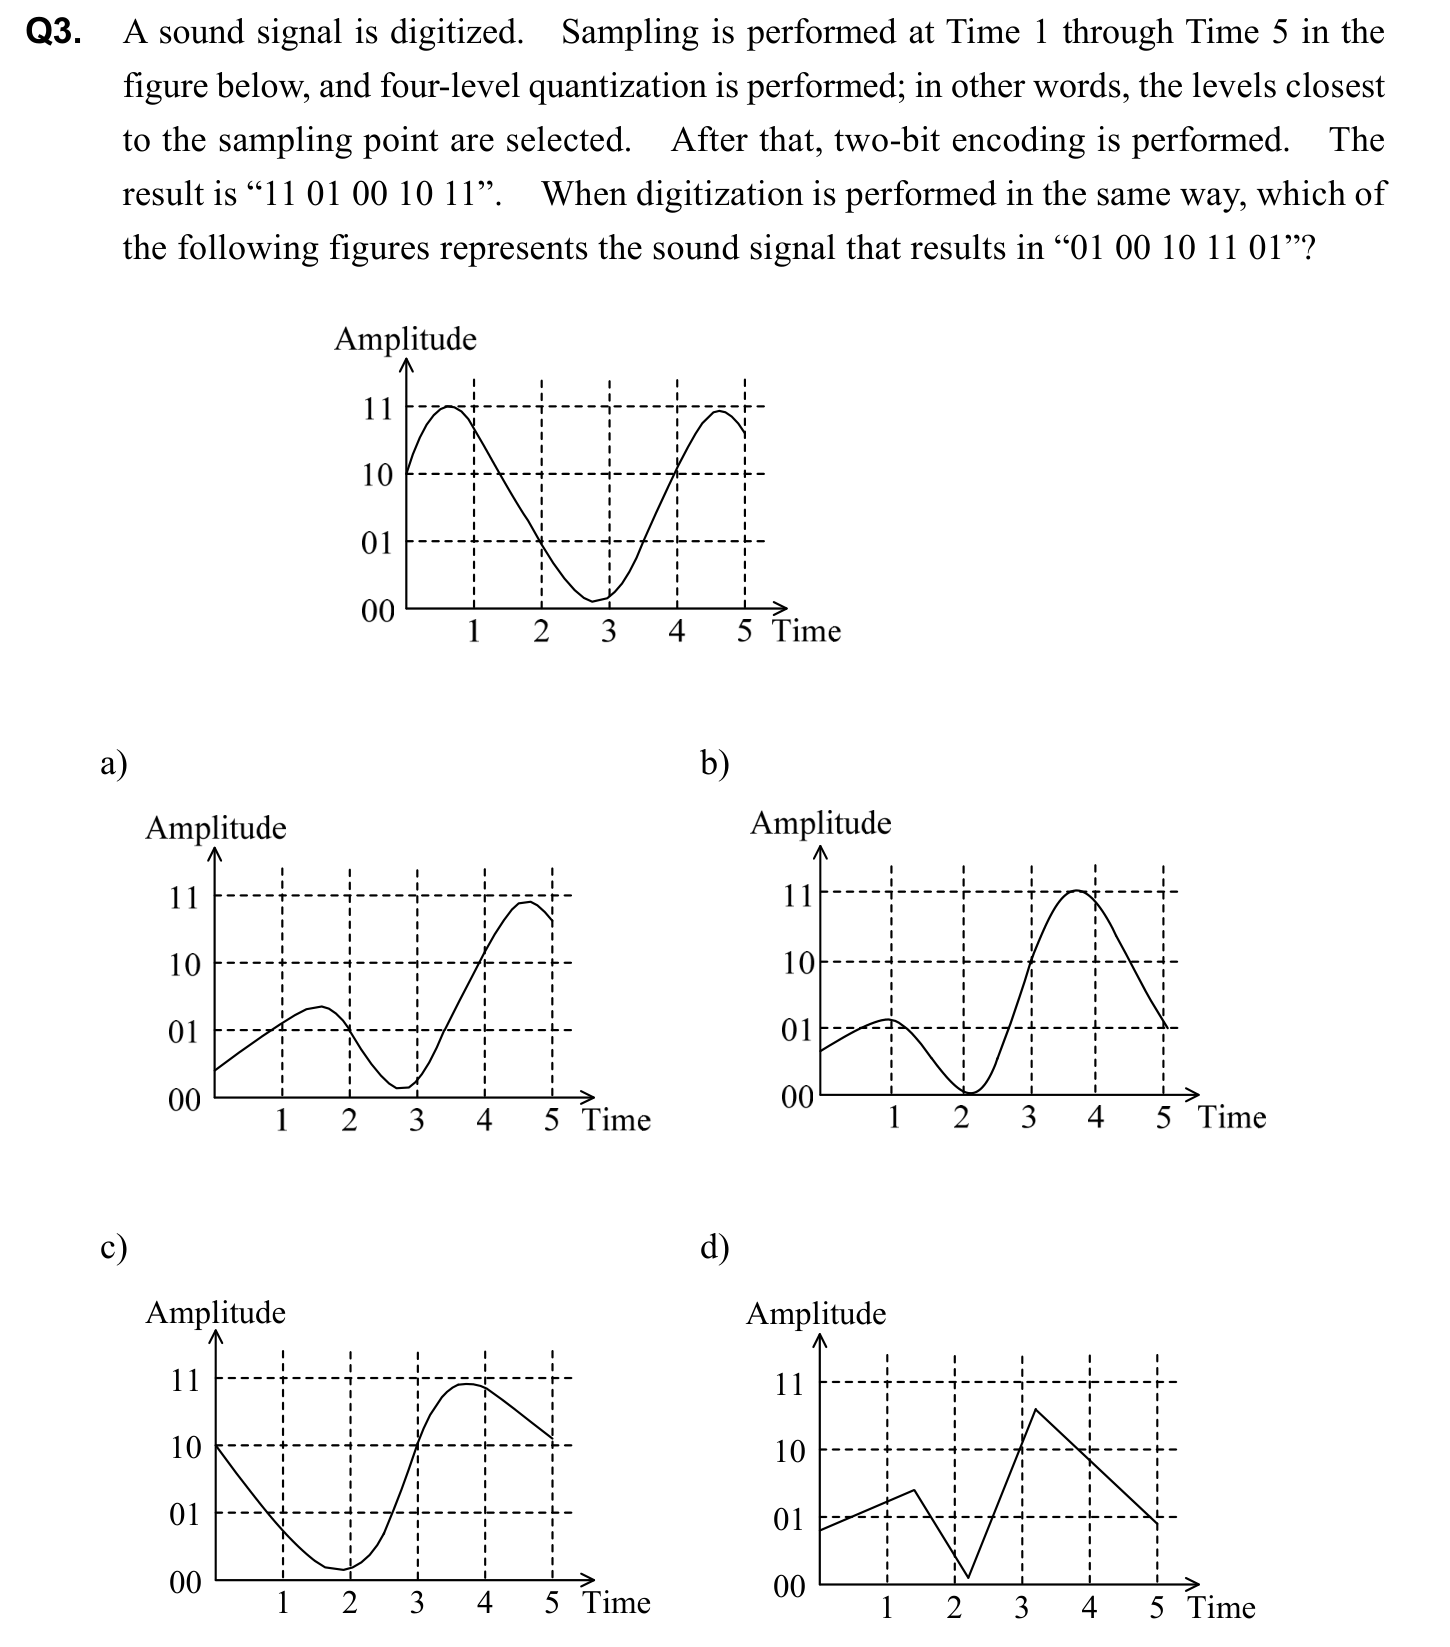 Q3. A sound signal is digitized. Sampling is performed at Time 1 through Time 5 in the
figure below, and four-level quantization is performed; in other words, the levels closest
to the sampling point are selected. After that, two-bit encoding is performed. The
result is “11 01 00 10 11”. When digitization is performed in the same way, which of
the following figures represents the sound signal that results in “01 00 10 11 01”?
Amplitude
11
10
01
00
1 2 3 4 5 Time
a)
Amplitude
11
10
01
00
1 2 3 4 5 Time
b)
Amplitude
11
10
01
00
1 2 3 4 5 Time
c)
Amplitude
11
10
01
00
1 2 3 4 5 Time
d)
Amplitude
11
10
01
00
1 2 3 4 5 Time